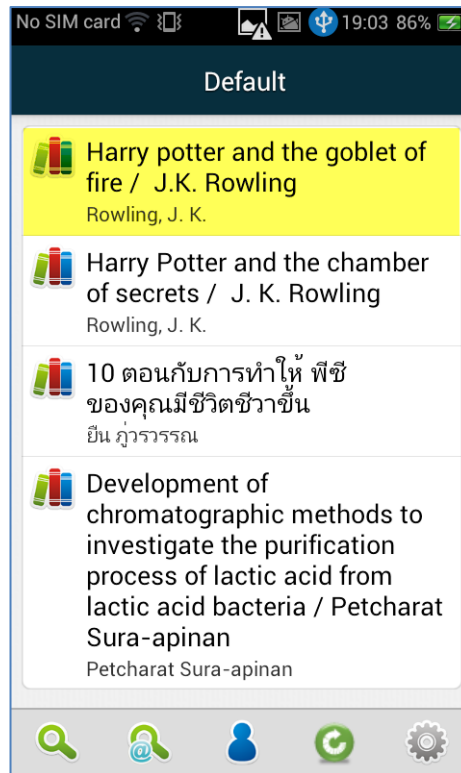 No SIM card 19:03 86%
Default
Harry potter and the goblet of
fire /  J.K. Rowling
Rowling, J. K.
Harry Potter and the chamber
of secrets /  J. K. Rowling
Rowling, J. K.
10 ตอนกับการทำให้ พีซี
ของคุณมีชีวิตชีวาขึ้น
ยืน ภู่วรวรรณ
Development of
chromatographic methods to
investigate the purification
process of lactic acid from
lactic acid bacteria / Petcharat
Sura-apinan
Petcharat Sura-apinan
@